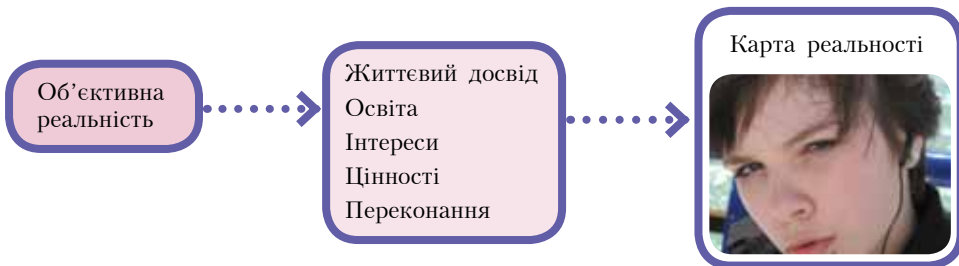 Об’єктивна
реальність
Життєвий досвід
Освіта
Інтереси
Цінності
Переконання
Карта реальності